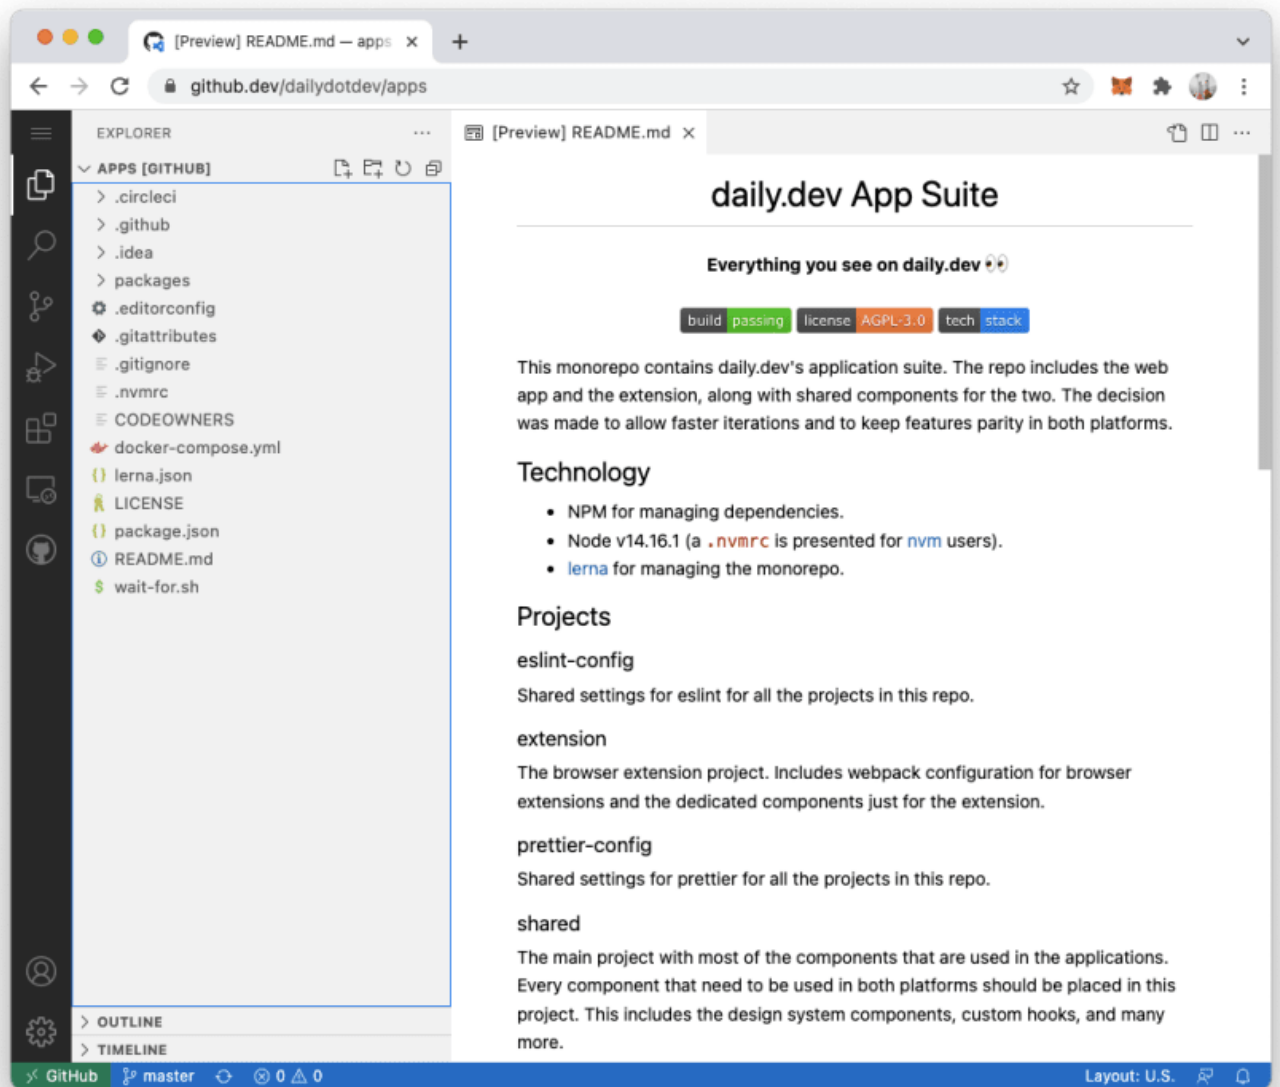 [Preview] README.md — apps
github.dev/dailydotdev/apps
EXPLORER
APPS [GITHUB]
.circleci
.github
.idea
packages
.editorconfig
.gitattributes
.gitignore
.nvmrc
CODEOWNERS
docker-compose.yml
lerna.json
LICENSE
package.json
README.md
wait-for.sh
OUTLINE
TIMELINE
[Preview] README.md
daily.dev App Suite
Everything you see on daily.dev 👀
build passing license AGPL-3.0 tech stack
This monorepo contains daily.dev's application suite. The repo includes the web
app and the extension, along with shared components for the two. The decision
was made to allow faster iterations and to keep features parity in both platforms.
Technology
• NPM for managing dependencies.
• Node v14.16.1 (a .nvmrc is presented for nvm users).
• lerna for managing the monorepo.
Projects
eslint-config
Shared settings for eslint for all the projects in this repo.
extension
The browser extension project. Includes webpack configuration for browser
extensions and the dedicated components just for the extension.
prettier-config
Shared settings for prettier for all the projects in this repo.
shared
The main project with most of the components that are used in the applications.
Every component that need to be used in both platforms should be placed in this
project. This includes the design system components, custom hooks, and many
more.
GitHub master 0 0 Layout: U.S.